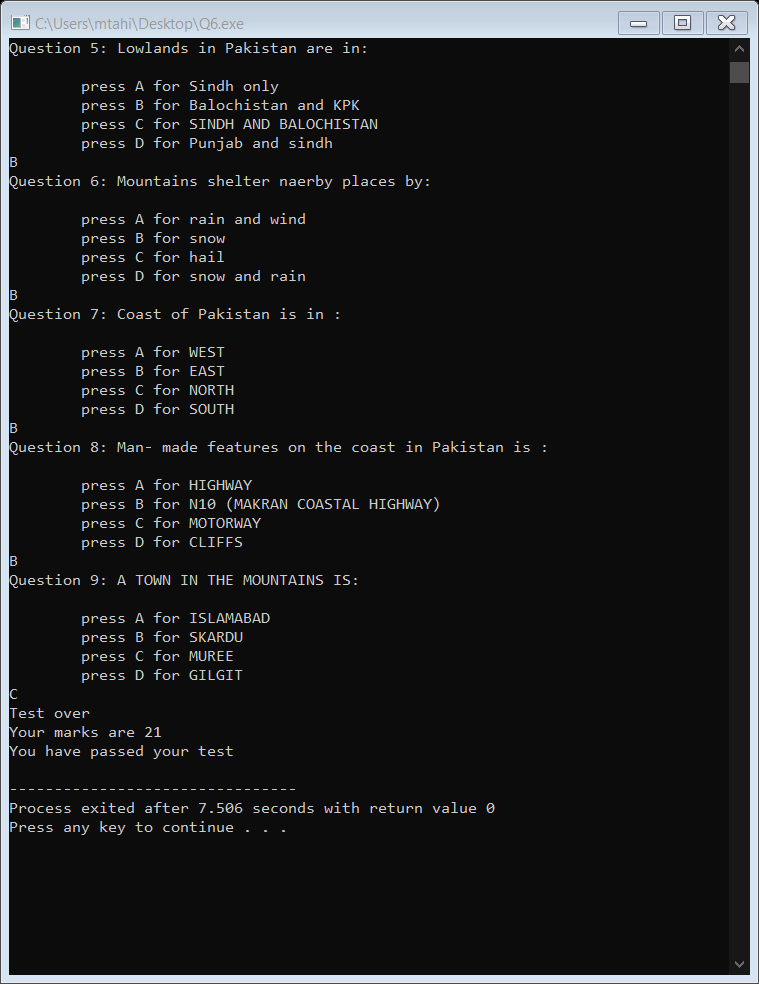 C:\Users\mtahi\Desktop\Q6.exe
Question 5: Lowlands in Pakistan are in:
press A for Sindh only
press B for Balochistan and KPK
press C for SINDH AND BALOCHISTAN
press D for Punjab and sindh
B
Question 6: Mountains shelter naerby places by:
press A for rain and wind
press B for snow
press C for hail
press D for snow and rain
B
Question 7: Coast of Pakistan is in :
press A for WEST
press B for EAST
press C for NORTH
press D for SOUTH
B
Question 8: Man- made features on the coast in Pakistan is :
press A for HIGHWAY
press B for N10 (MAKRAN COASTAL HIGHWAY)
press C for MOTORWAY
press D for CLIFFS
B
Question 9: A TOWN IN THE MOUNTAINS IS:
press A for ISLAMABAD
press B for SKARDU
press C for MUREE
press D for GILGIT
C
Test over
Your marks are 21
You have passed your test
--------------------------------
Process exited after 7.506 seconds with return value 0
Press any key to continue . . .